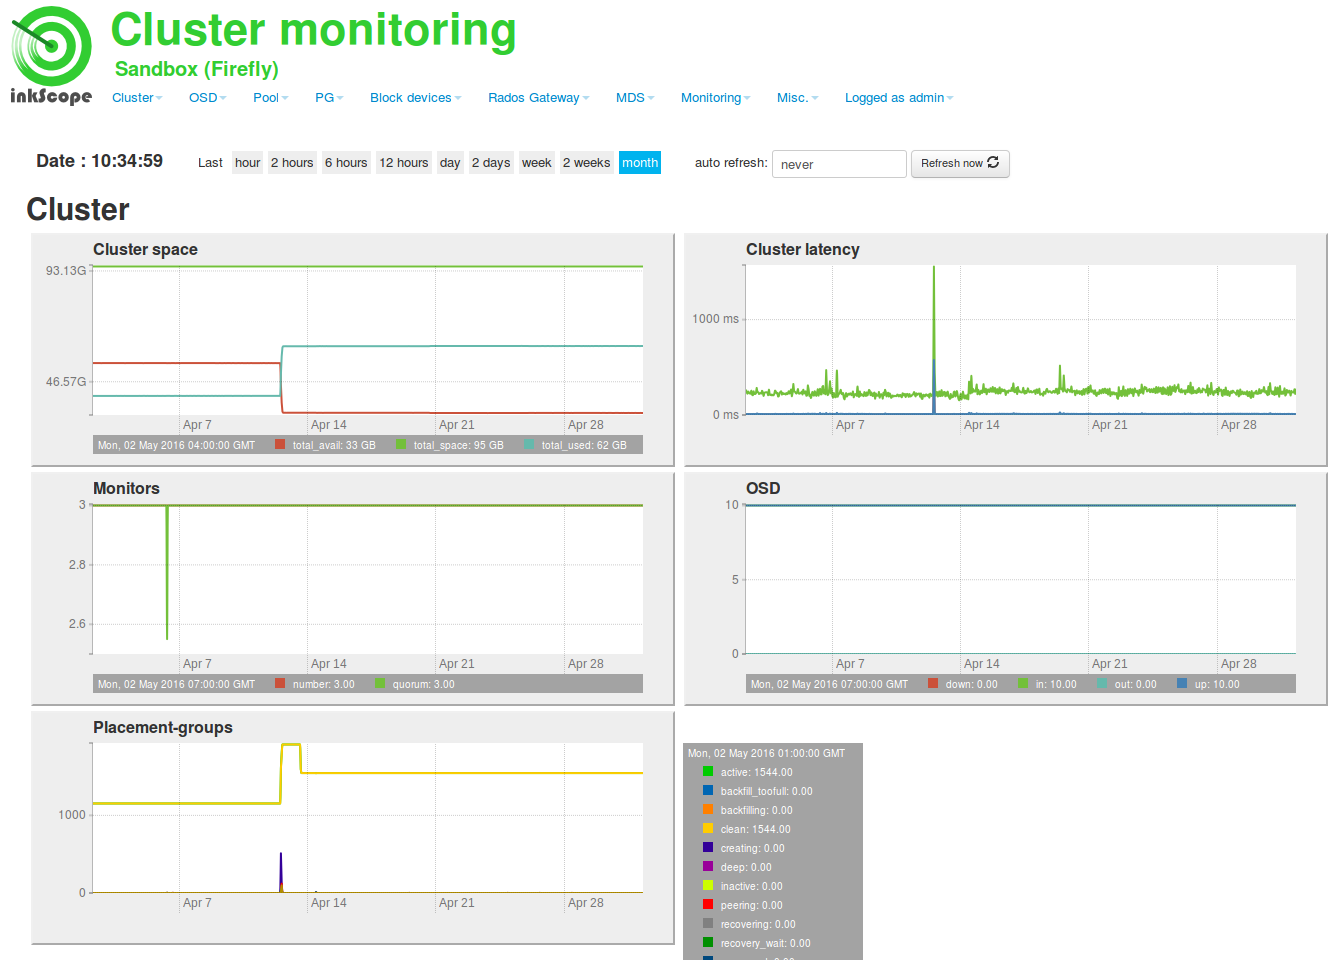 Cluster monitoring
Sandbox (Firefly)
inkScope
Cluster OSD Pool PG Block devices Rados Gateway MDS Monitoring Misc. Logged as admin
Date : 10:34:59 Last hour 2 hours 6 hours 12 hours day 2 days week 2 weeks month auto refresh: never Refresh now
Cluster
Cluster space
93.13G
46.57G
Apr 7 Apr 14 Apr 21 Apr 28
Mon, 02 May 2016 04:00:00 GMT total_avail: 33 GB total_space: 95 GB total_used: 62 GB
Cluster latency
1000 ms
0 ms
Apr 7 Apr 14 Apr 21 Apr 28
Monitors
3
2.8
2.6
Apr 7 Apr 14 Apr 21 Apr 28
Mon, 02 May 2016 07:00:00 GMT number: 3.00 quorum: 3.00
OSD
10
5
0
Apr 7 Apr 14 Apr 21 Apr 28
Mon, 02 May 2016 07:00:00 GMT down: 0.00 in: 10.00 out: 0.00 up: 10.00
Placement-groups
1000
0
Apr 7 Apr 14 Apr 21 Apr 28
Mon, 02 May 2016 01:00:00 GMT
active: 1544.00
backfill_toofull: 0.00
backfilling: 0.00
clean: 1544.00
creating: 0.00
deep: 0.00
inactive: 0.00
peering: 0.00
recovering: 0.00
recovery_wait: 0.00